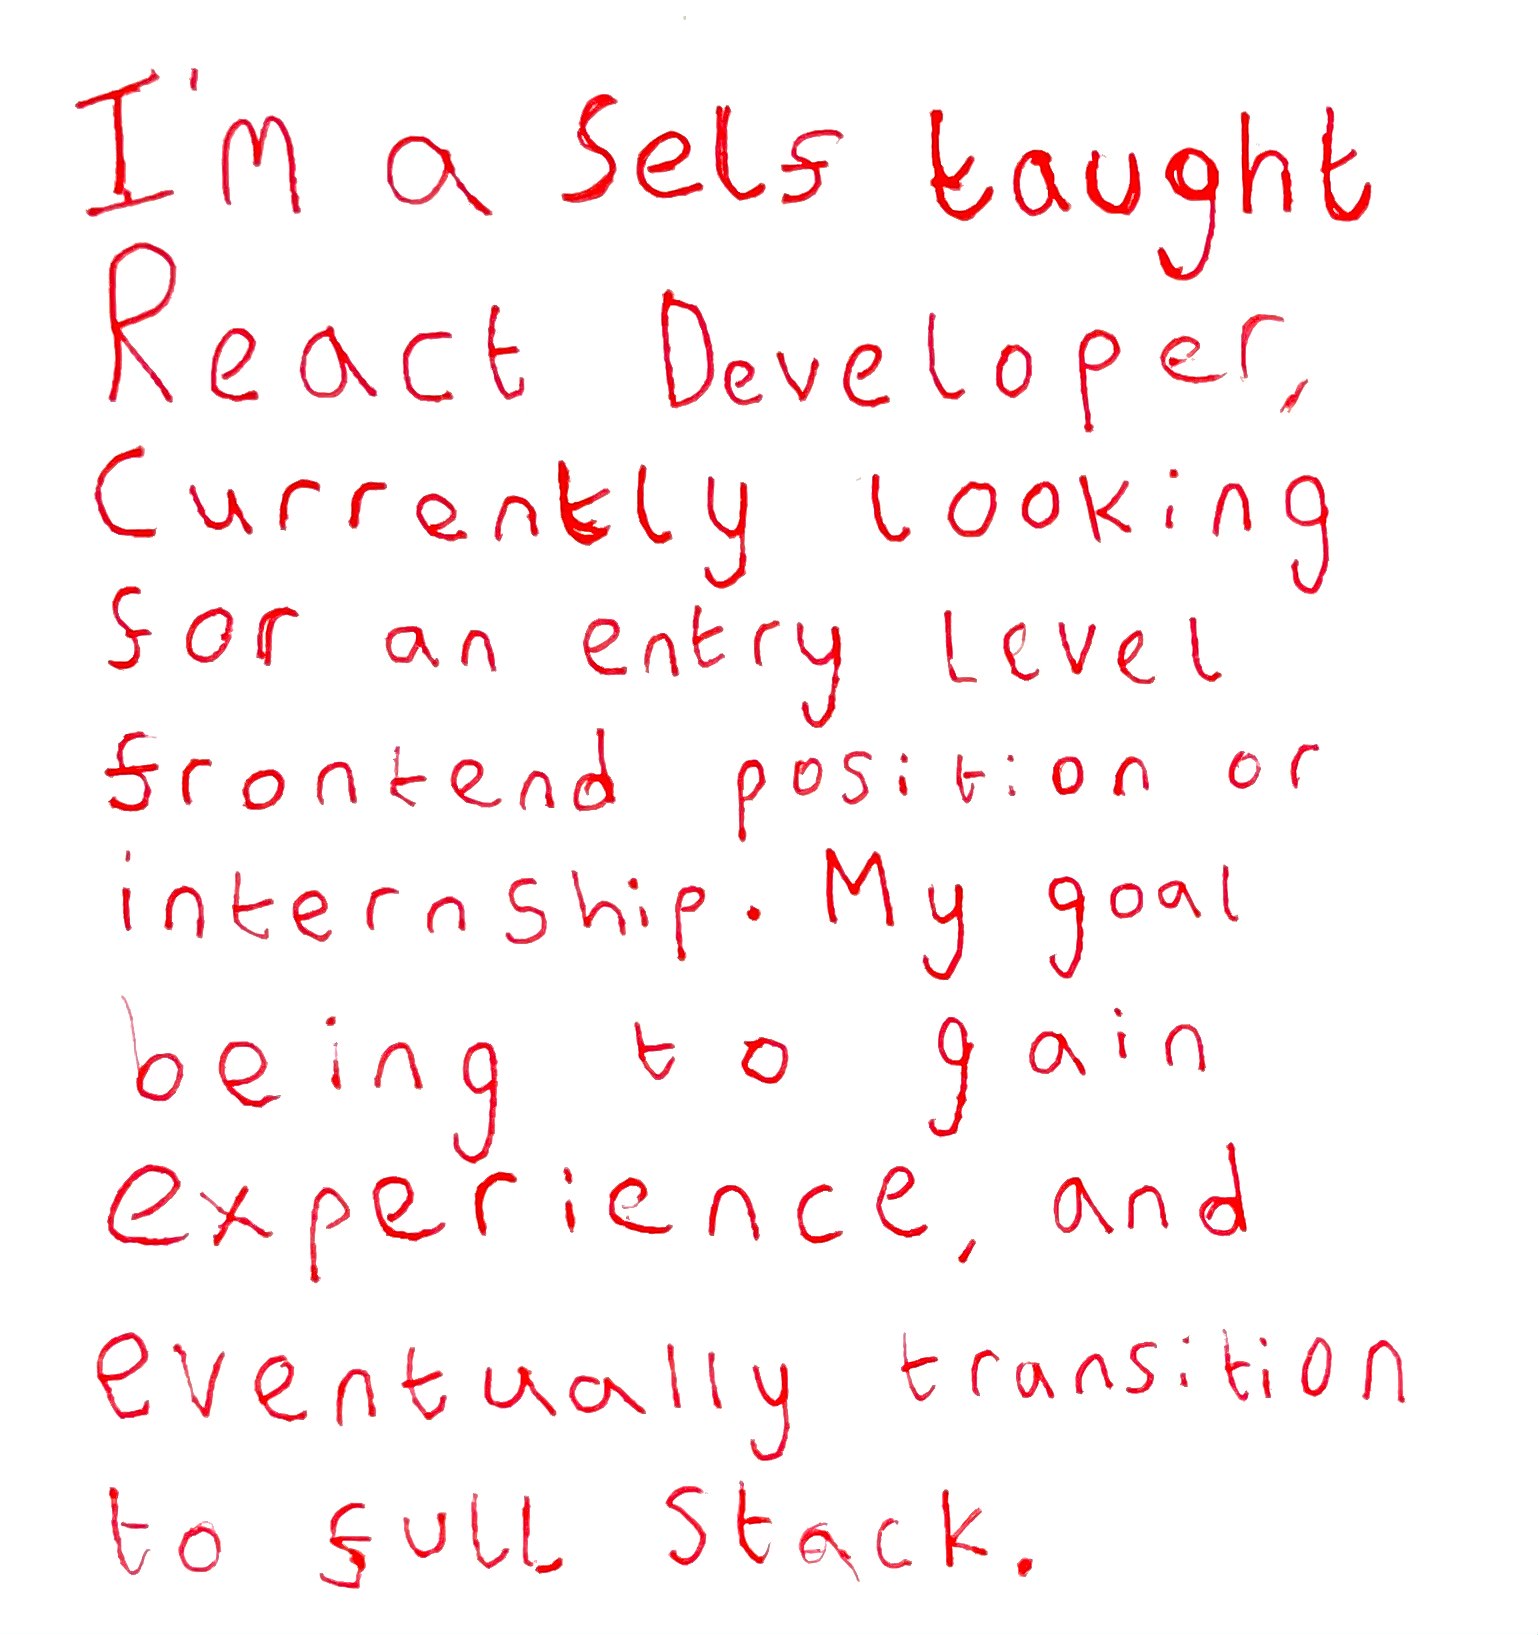 I'm a Self taught
React Developer,
Currently looking
for an entry level
frontend position or
internship. My goal
being to gain
experience, and
eventually transition
to full Stack.